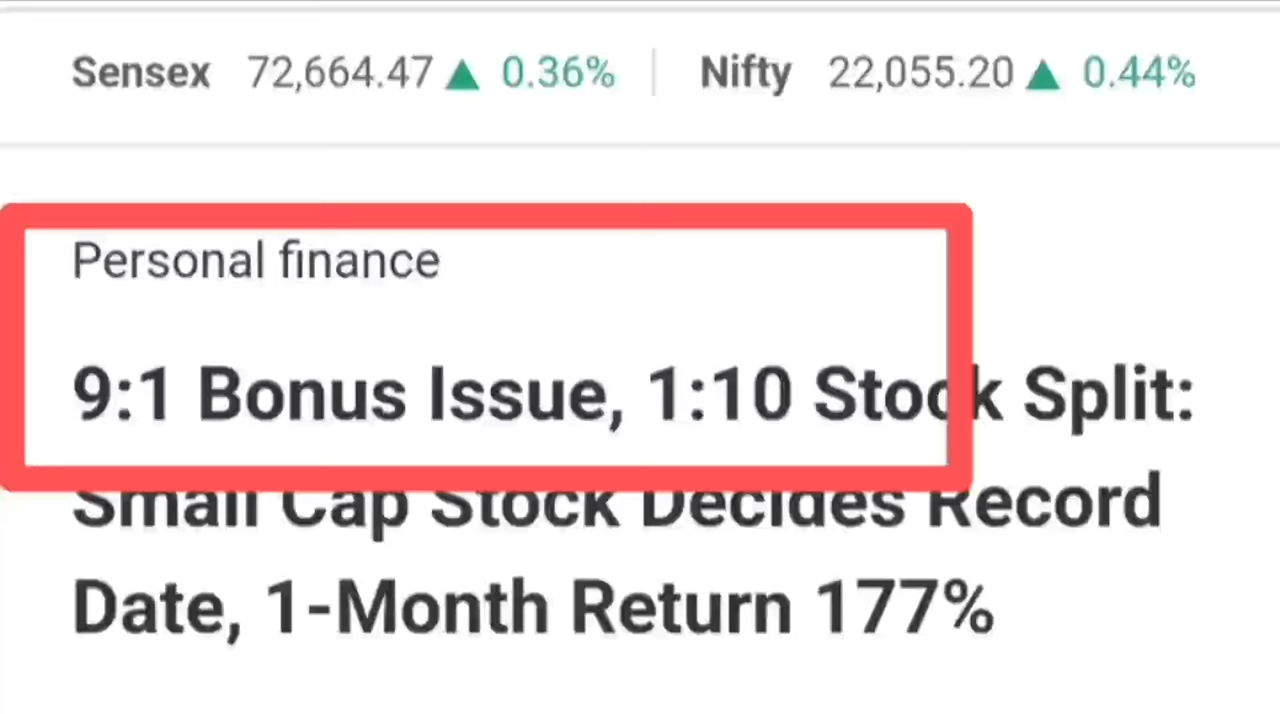 Sensex 72,664.47 ▲ 0.36% | Nifty 22,055.20 ▲ 0.44%
Personal finance
9:1 Bonus Issue, 1:10 Stock Split:
Small Cap Stock Decides Record
Date, 1-Month Return 177%